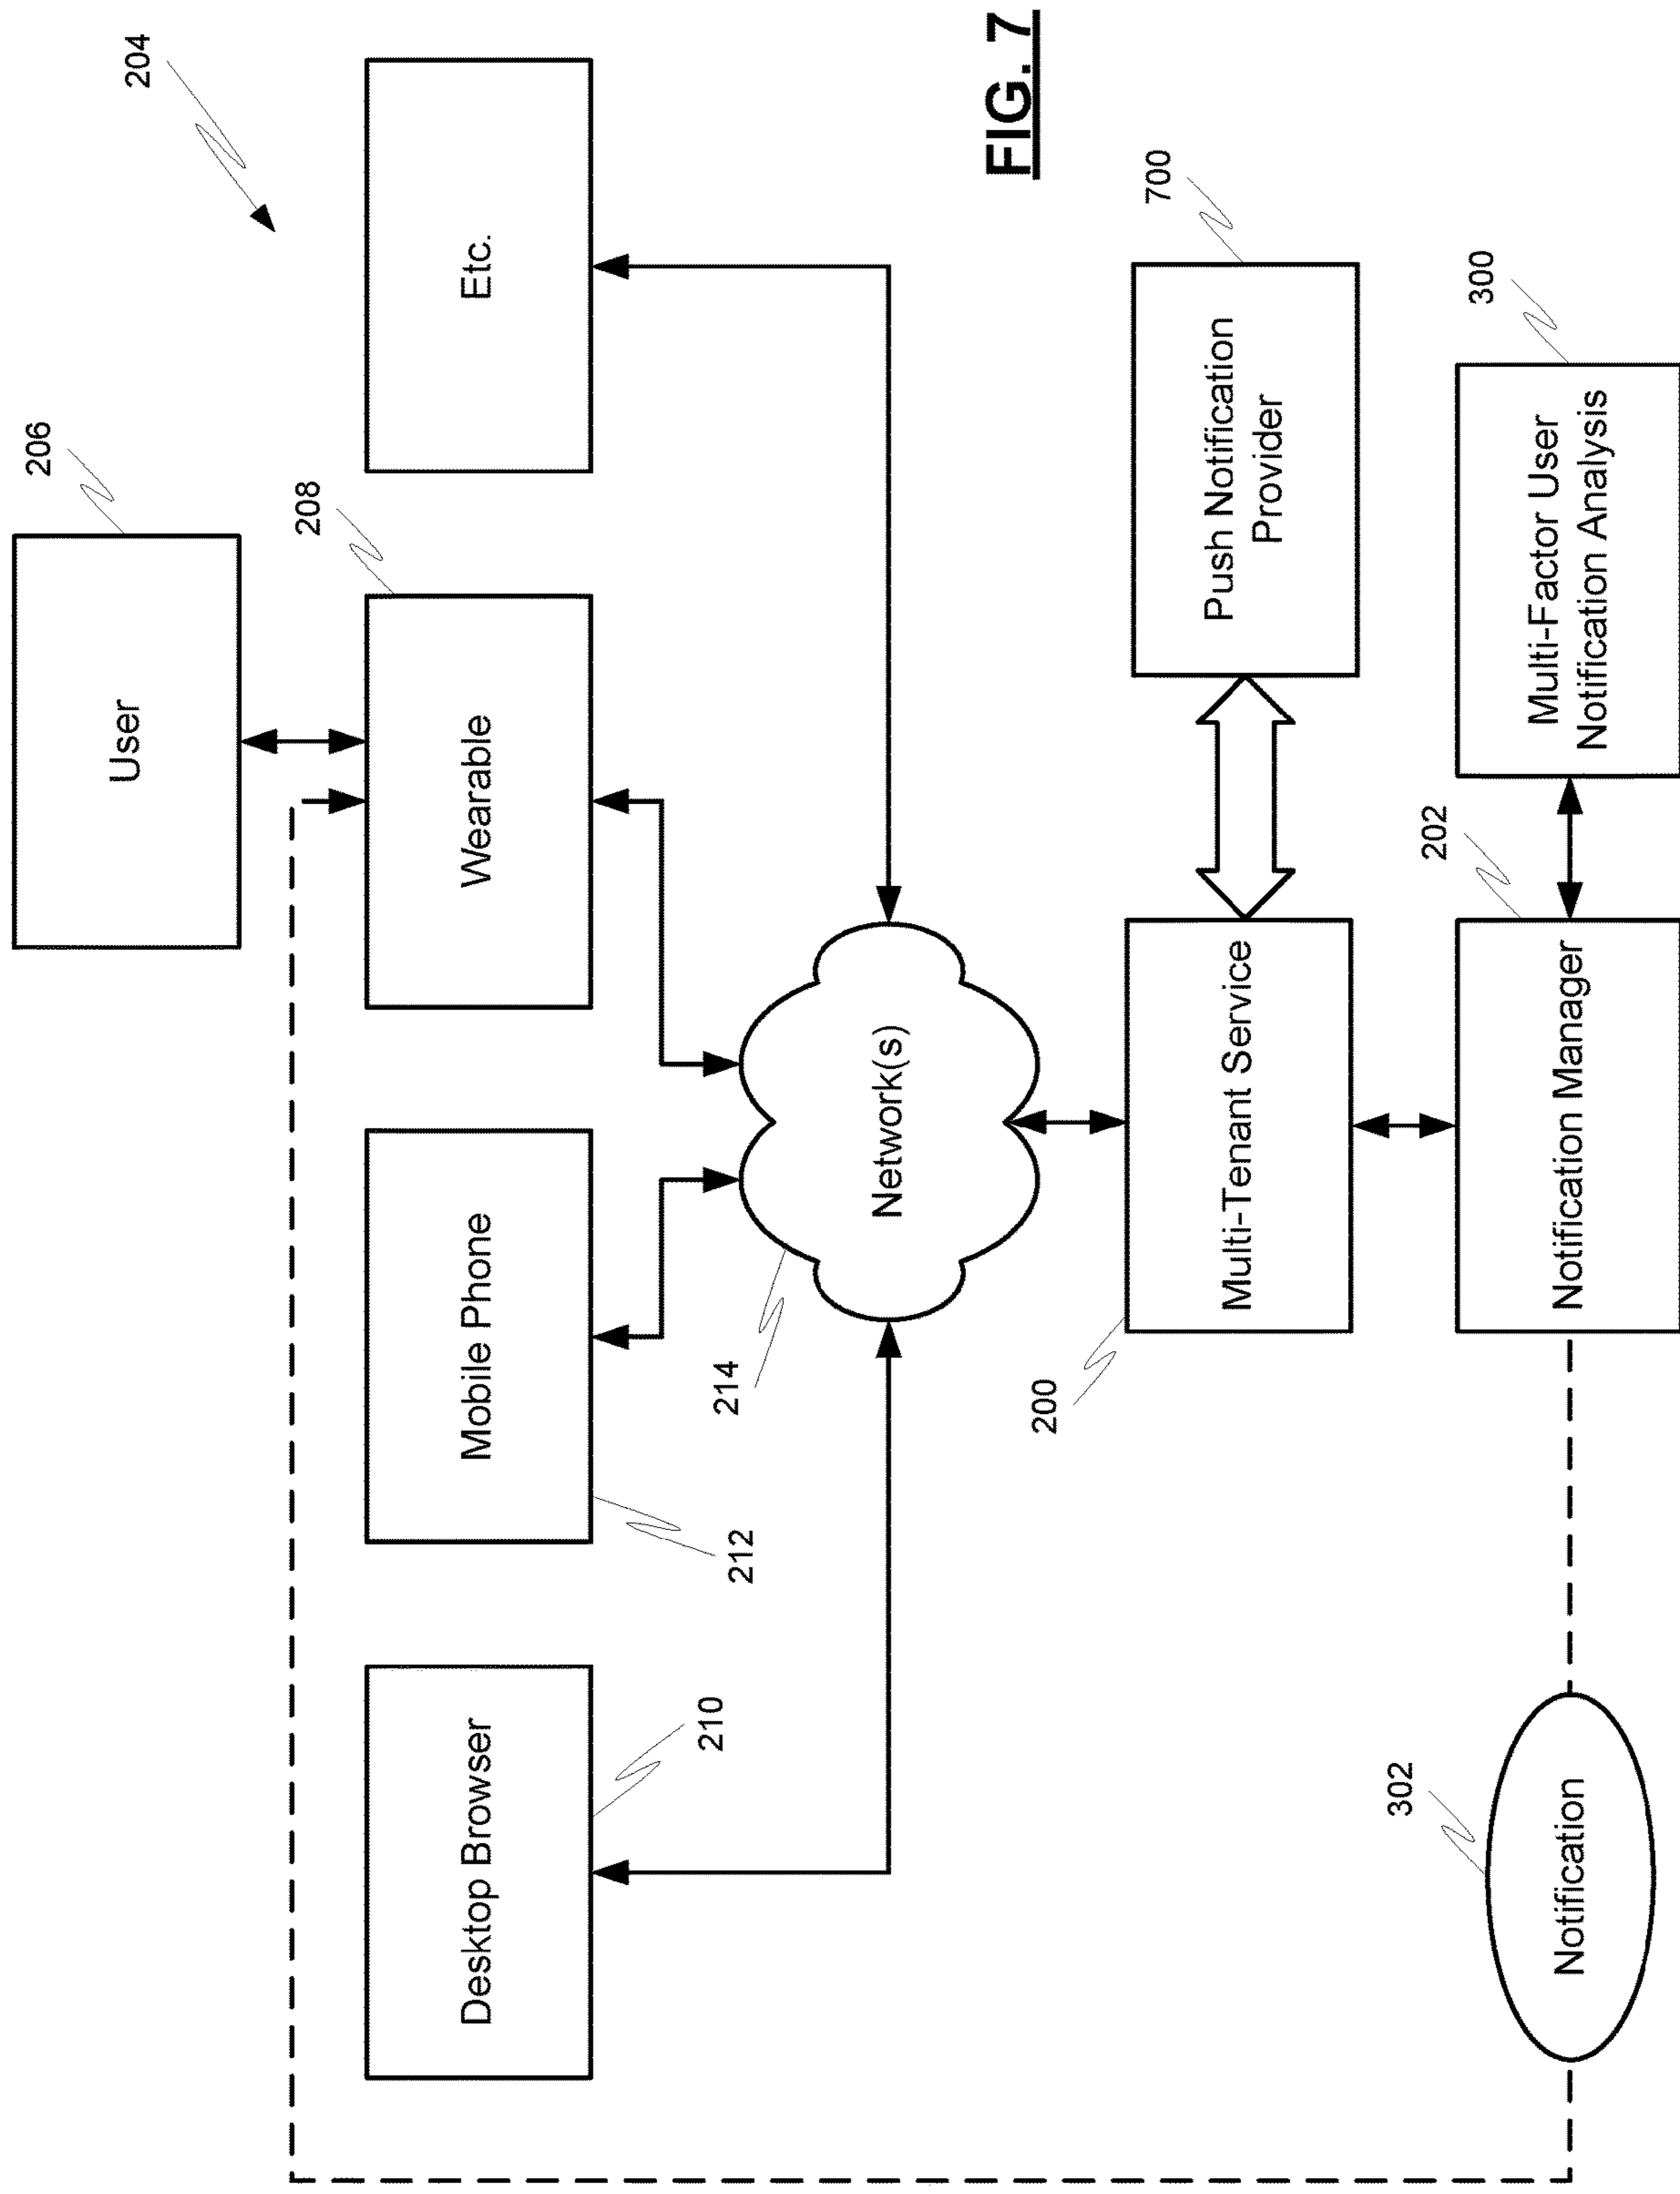 204
206
User
208
Desktop Browser
Mobile Phone
Wearable
Etc.
210
212
214
Network(s)
FIG. 7
200
Multi-Tenant Service
Push Notification
Provider
700
302
Notification
202
Notification Manager
Multi-Factor User
Notification Analysis
300